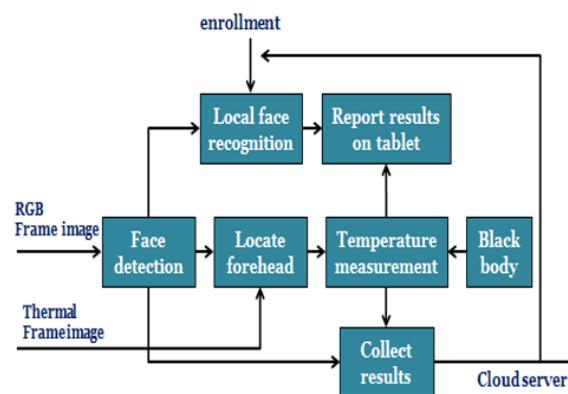 enrollment
Local face
recognition
Report results
on tablet
RGB
Frame image
Face
detection
Locate
forehead
Temperature
measurement
Black
body
Thermal
Frameimage
Collect
results
Cloud server